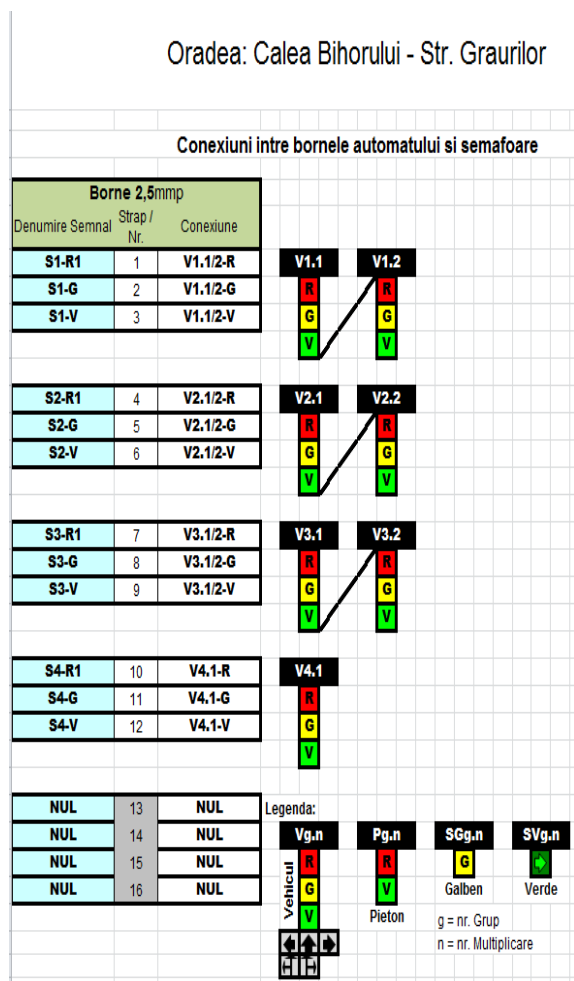 Oradea: Calea Bihorului - Str. Graurilor
Conexiuni intre bornele automatului si semafoare
Borne 2,5mmp
Denumire Semnal Strap / Nr. Conexiune
S1-R1 1 V1.1/2-R
S1-G 2 V1.1/2-G
S1-V 3 V1.1/2-V
V1.1 V1.2
R R
G G
V V
S2-R1 4 V2.1/2-R
S2-G 5 V2.1/2-G
S2-V 6 V2.1/2-V
V2.1 V2.2
R R
G G
V V
S3-R1 7 V3.1/2-R
S3-G 8 V3.1/2-G
S3-V 9 V3.1/2-V
V3.1 V3.2
R R
G G
V V
S4-R1 10 V4.1-R
S4-G 11 V4.1-G
S4-V 12 V4.1-V
V4.1
R
G
V
NUL 13 NUL
NUL 14 NUL
NUL 15 NUL
NUL 16 NUL
Legenda:
Vg.n Pg.n SGg.n SVg.n
Vehicul
R
G
V
R
V
Pieton
G
Galben
Verde
g = nr. Grup
n = nr. Multiplicare